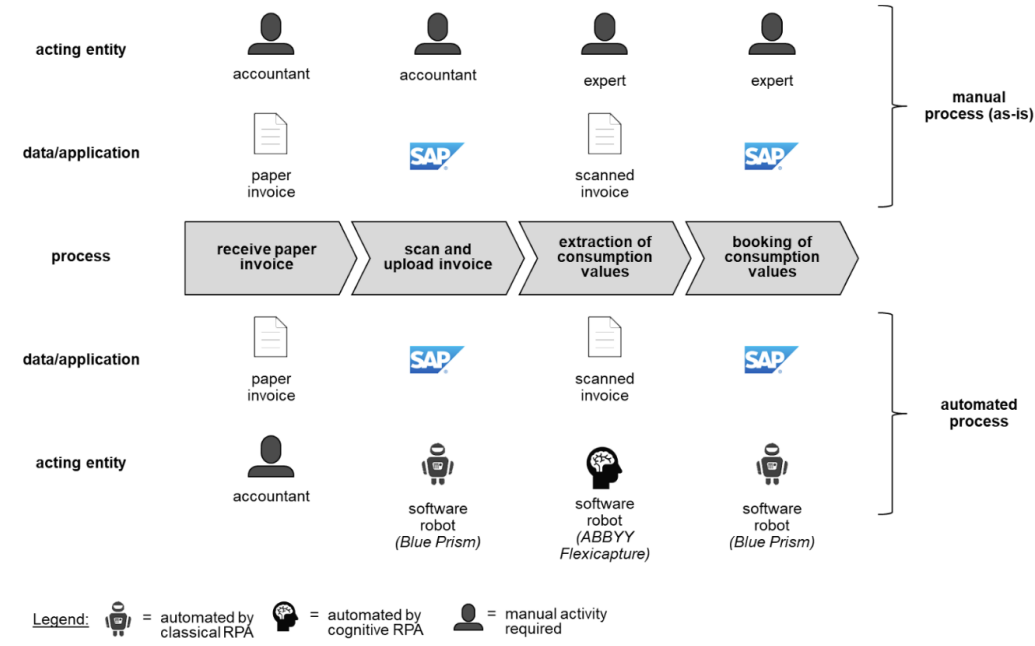 acting entity
accountant
accountant
expert
expert
manual
process (as-is)
data/application
paper
invoice
SAP
scanned
invoice
SAP
process
receive paper
invoice
scan and
upload invoice
extraction of
consumption
values
booking of
consumption
values
data/application
paper
invoice
SAP
scanned
invoice
SAP
automated
process
acting entity
accountant
software
robot
(Blue Prism)
software
robot
(ABBYY
Flexicapture)
software
robot
(Blue Prism)
Legend:
= automated by
classical RPA
= automated by
cognitive RPA
= manual activity
required